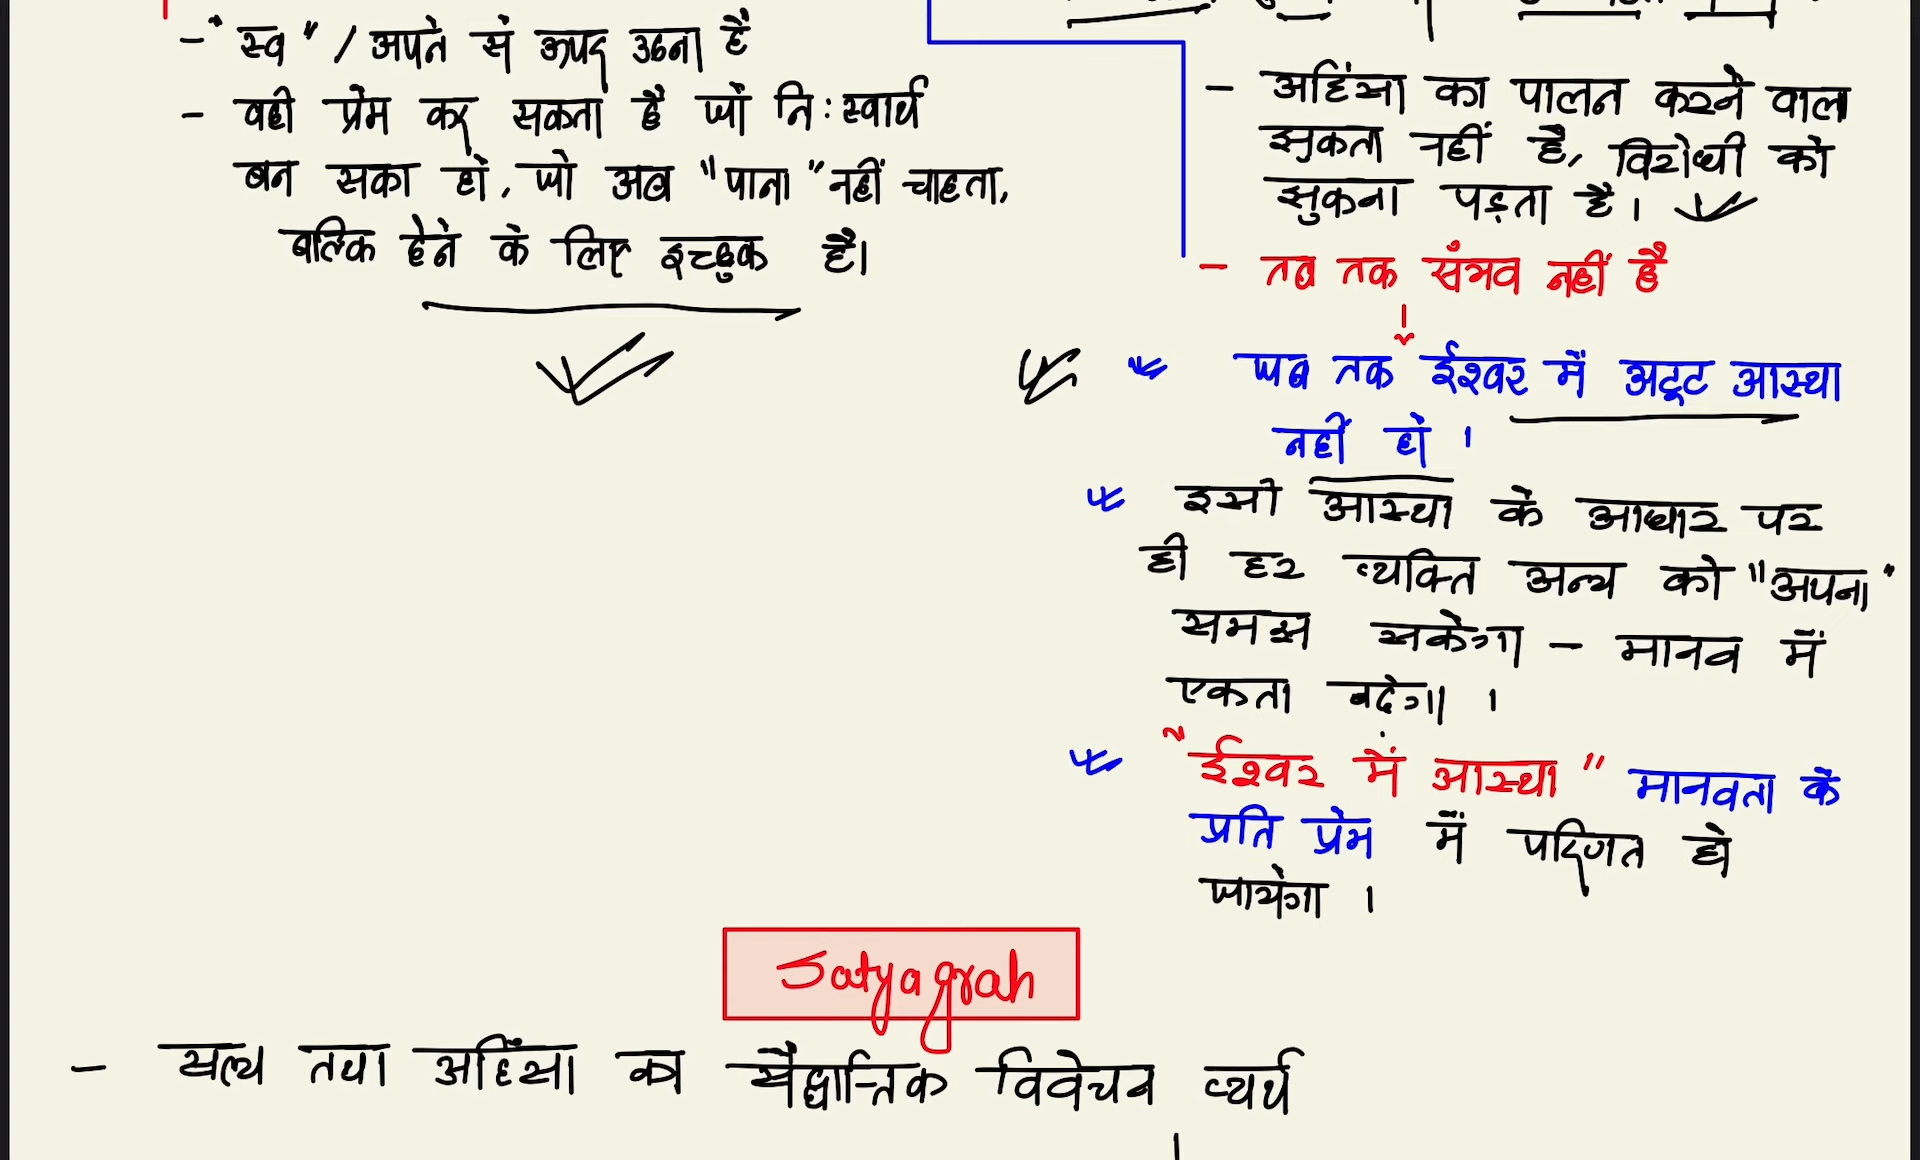 - "स्व" / अपने से ऊपर उठना है
- वही प्रेम कर सकता है जो नि:स्वार्थ
बन सका हो, जो अब "पाना" नहीं चाहता,
बल्कि देने के लिए इच्छुक है।
- अहिंसा का पालन करने वाला
झुकता नहीं है, विरोधी को
झुकना पड़ता है।
- तब तक संभव नहीं है
जब तक ईश्वर में अटूट आस्था
नहीं हो।
इसी आस्था के आधार पर
ही हर व्यक्ति अन्य को "अपना"
समझ सकेगा - मानव में
एकता बढ़ेगा।
"ईश्वर में आस्था" मानवता के
प्रति प्रेम में परिणत हो
जायेगा।
Satyagrah
- सत्य तथा अहिंसा का सैद्धान्तिक विवेचन व्यर्थ